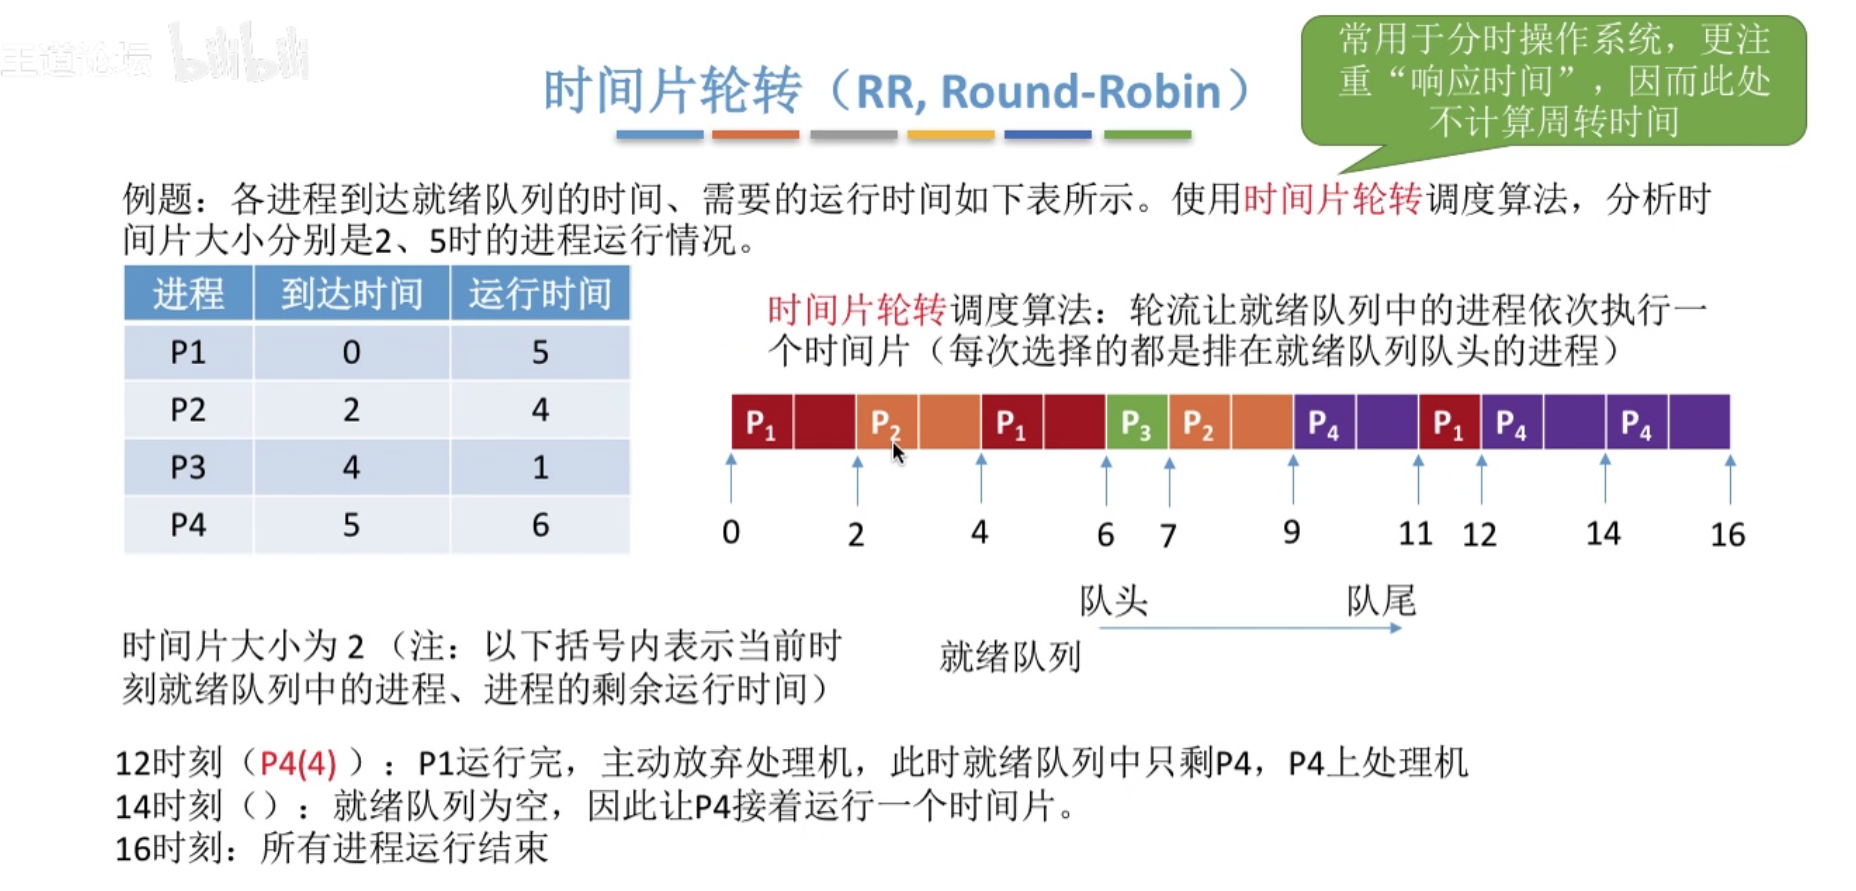 王道论坛 bilibili
常用于分时操作系统，更注
重“响应时间”，因而此处
不计算周转时间
时间片轮转（RR, Round-Robin）
例题：各进程到达就绪队列的时间、需要的运行时间如下表所示。使用时间片轮转调度算法，分析时
间片大小分别是2、5时的进程运行情况。
进程 到达时间 运行时间
P1 0 5
P2 2 4
P3 4 1
P4 5 6
时间片轮转调度算法：轮流让就绪队列中的进程依次执行一
个时间片（每次选择的都是排在就绪队列队头的进程）
P₁ P₂ P₁ P₃ P₂ P₄ P₁ P₄ P₄
0 2 4 6 7 9 11 12 14 16
队头 队尾
就绪队列
时间片大小为 2 （注：以下括号内表示当前时
刻就绪队列中的进程、进程的剩余运行时间）
12时刻（P4(4) ）：P1运行完，主动放弃处理机，此时就绪队列中只剩P4，P4上处理机
14时刻（）：就绪队列为空，因此让P4接着运行一个时间片。
16时刻：所有进程运行结束